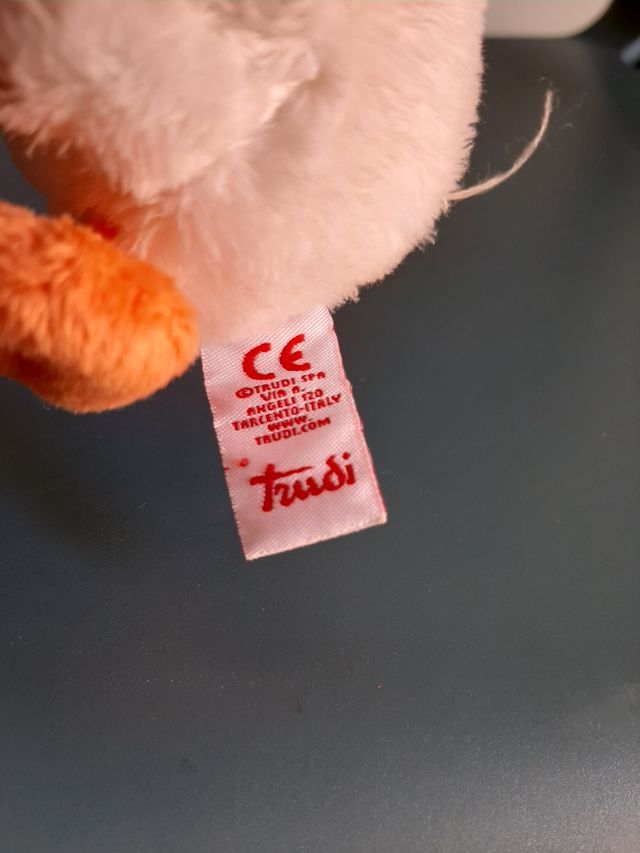 CE
©TRUDI SPA
VIA A.
ANGELI 120
TARCENTO-ITALY
WWW.
TRUDI.COM
Trudi